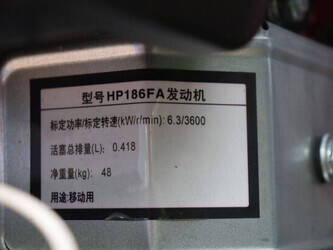 型号HP186FA发动机
标定功率/标定转速(kW/r/min): 6.3/3600
活塞总排量(L): 0.418
净重量(kg): 48
用途:移动用